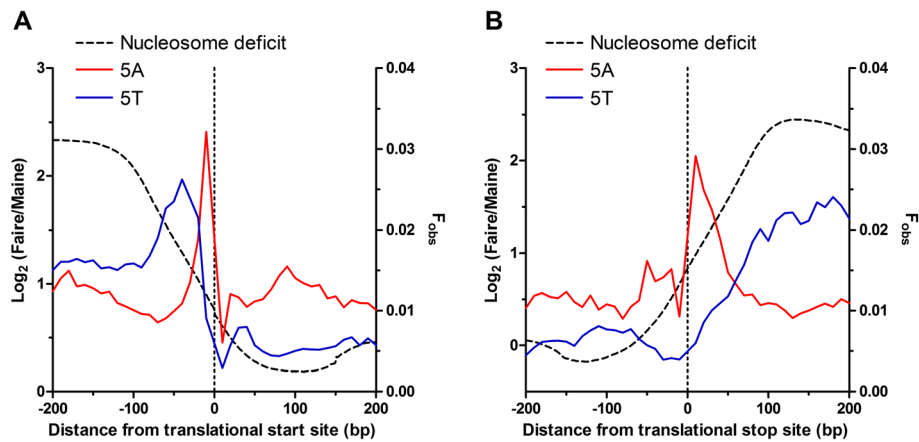 A
Nucleosome deficit
5A
5T
3
2
1
0
Log2 (Faire/Maine)
0.04
0.03
0.02
0.01
0.00
Fobs
-200 -100 0 100 200
Distance from translational start site (bp)
B
Nucleosome deficit
5A
5T
3
2
1
0
Log2 (Faire/Maine)
0.04
0.03
0.02
0.01
0.00
Fobs
-200 -100 0 100 200
Distance from translational stop site (bp)